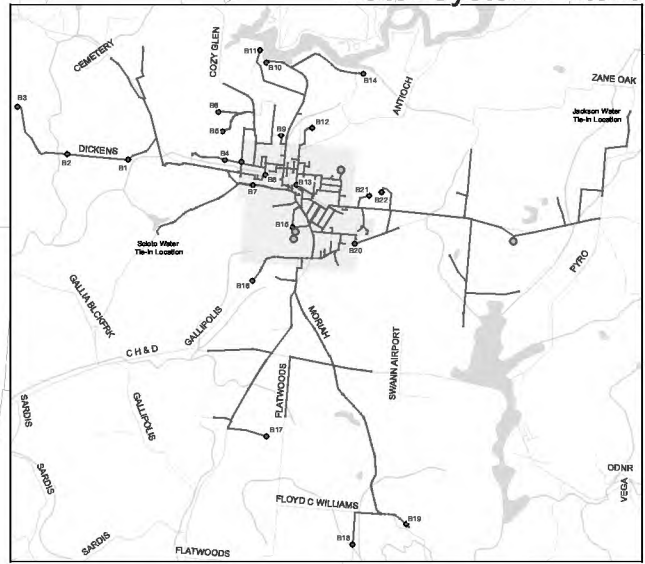 CEMETERY
COZY GLEN
B11
B10
B14
ANTIOCH
ZANE OAK
Jackson Water
Tie-In Location
B3
B6
B5
B9
B12
DICKENS
B2
B1
B4
B8
B7
B13
B21
B22
Scioto Water
Tie-In Location
B15
B20
PYRO
B16
GALLIA BLCKFRK
GALLIPOLIS
MORIAH
C H & D
SWANN AIRPORT
FLATWOODS
SARDIS
GALLIPOLIS
B17
SARDIS
ODNR
VEGA
FLOYD C WILLIAMS
B19
B18
SARDIS
FLATWOODS